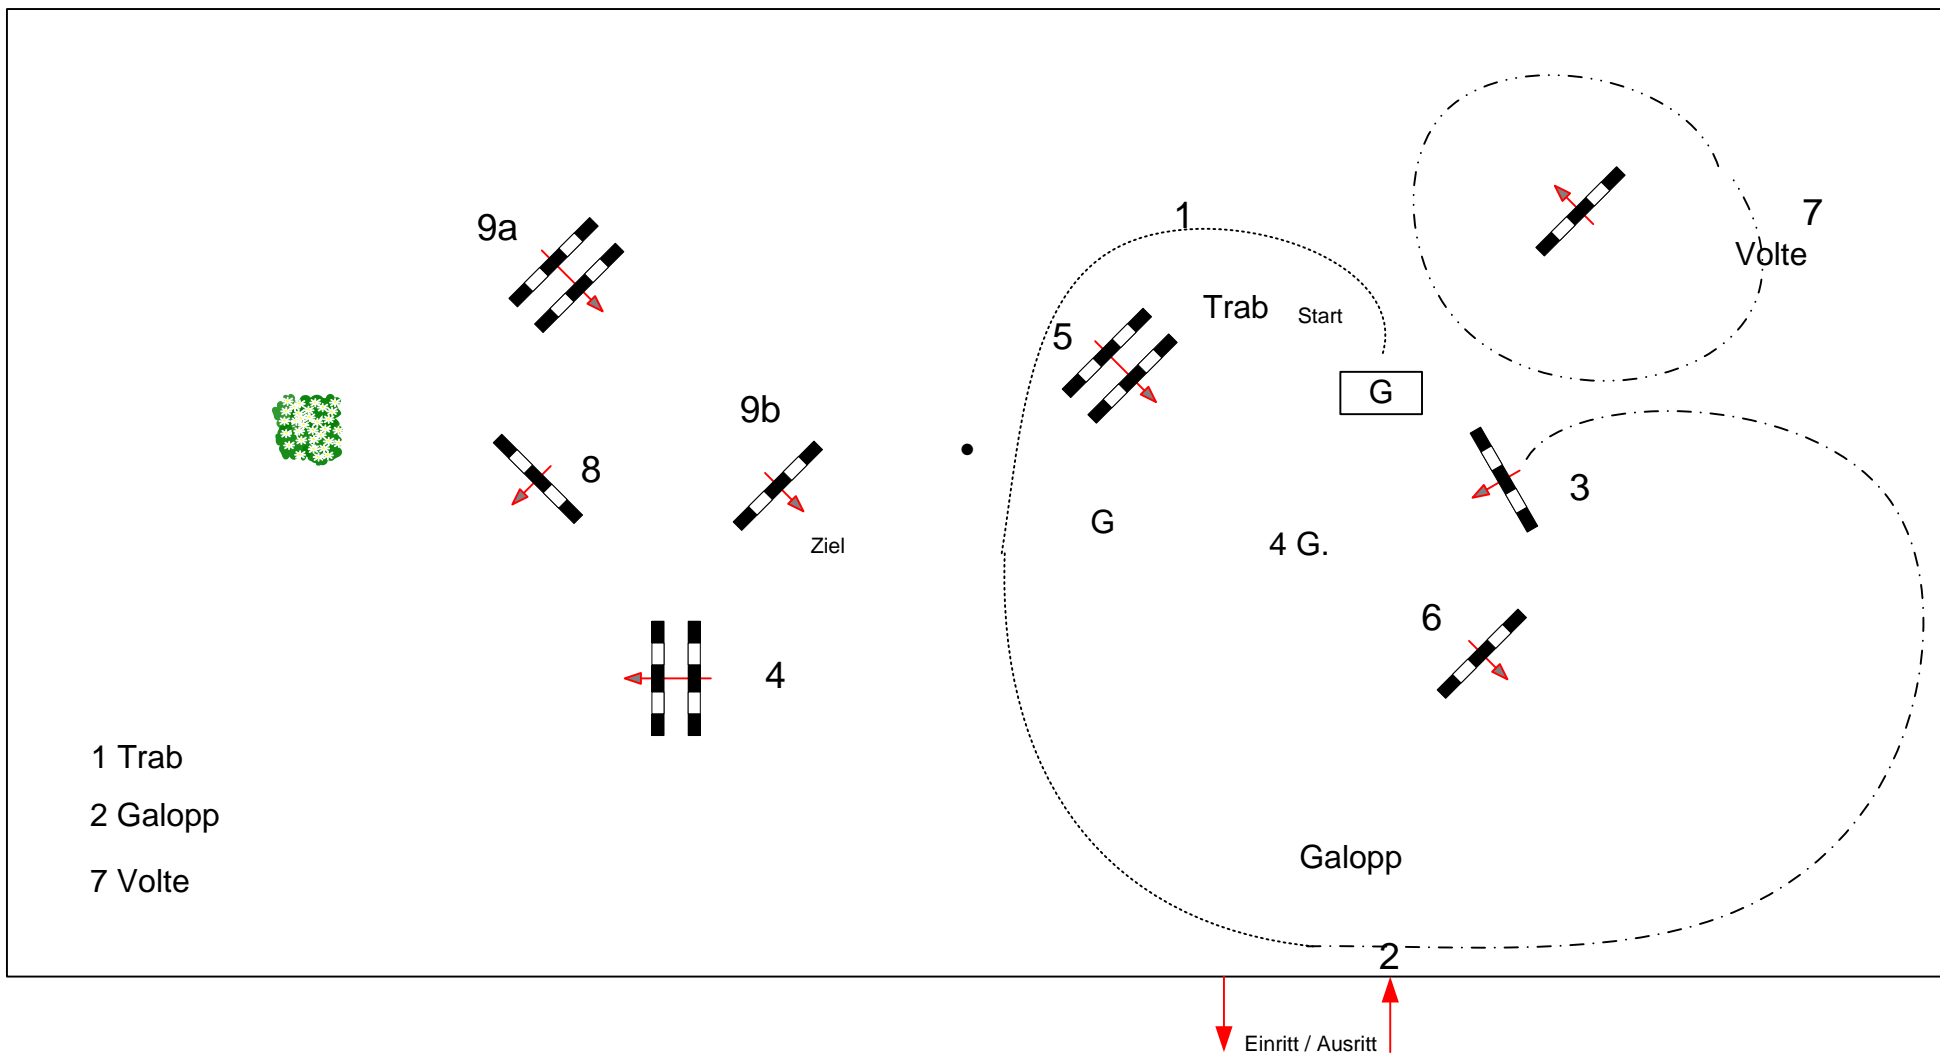 1
7
9a
Volte
Trab
Start
5
G
9b
8
3
G
4 G.
Ziel
6
4
1 Trab
2 Galopp
Galopp
7 Volte
2
Einritt / Ausritt